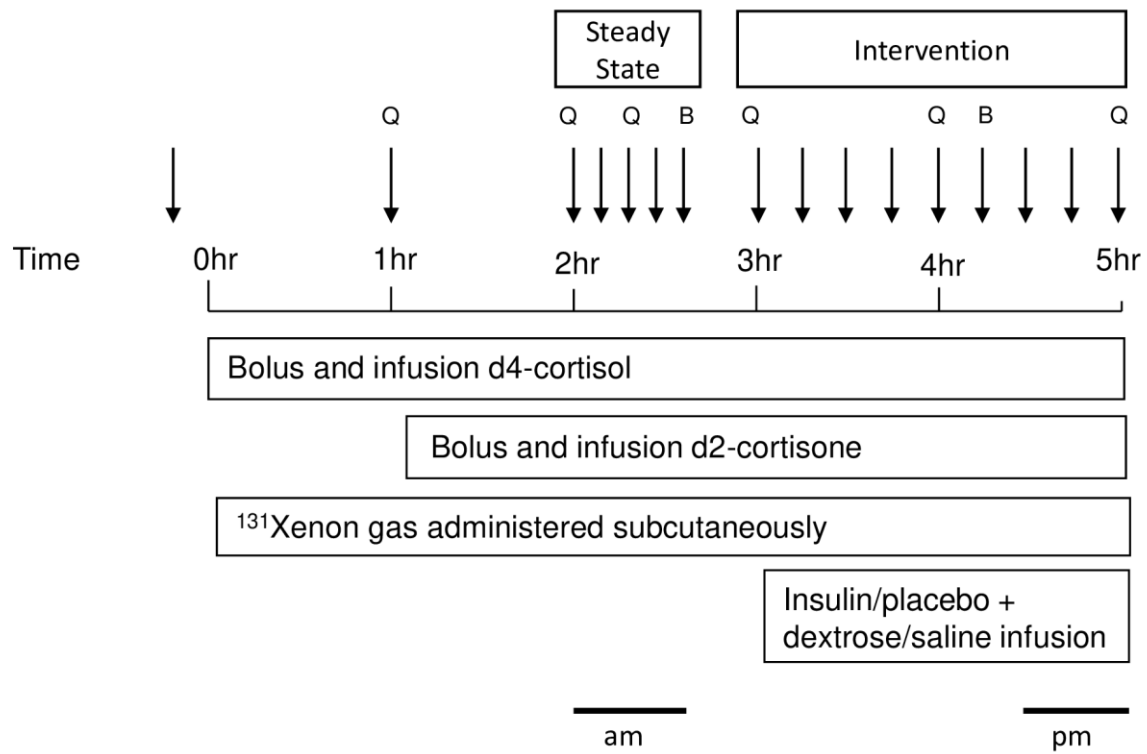 Steady
State
Intervention
Q Q Q B Q Q B Q
Time 0hr 1hr 2hr 3hr 4hr 5hr
Bolus and infusion d4-cortisol
Bolus and infusion d2-cortisone
¹³¹Xenon gas administered subcutaneously
Insulin/placebo +
dextrose/saline infusion
am pm